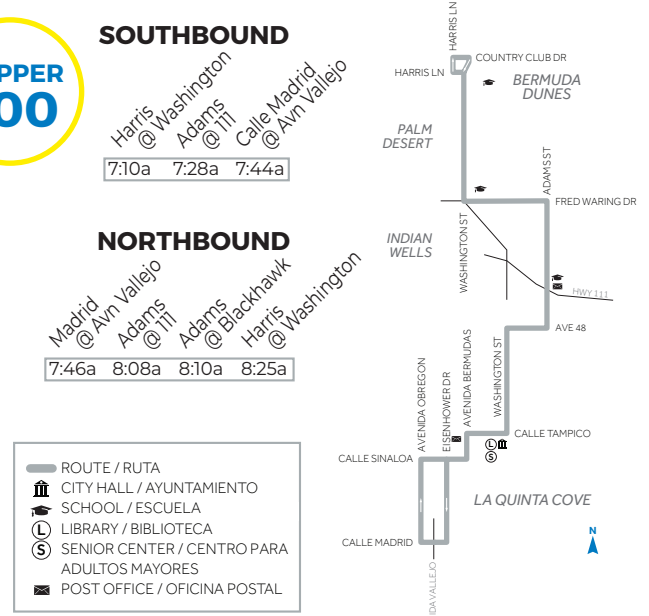 SOUTHBOUND
Harris @ Washington
Adams @ 111
Calle Madrid @ Avn Vallejo
7:10a 7:28a 7:44a
NORTHBOUND
Madrid @ Avn Vallejo
Adams @ 111
Adams @ Blackhawk
Harris @ Washington
7:46a 8:08a 8:10a 8:25a
ROUTE / RUTA
CITY HALL / AYUNTAMIENTO
SCHOOL / ESCUELA
L LIBRARY / BIBLIOTECA
S SENIOR CENTER / CENTRO PARA
ADULTOS MAYORES
POST OFFICE / OFICINA POSTAL
HARRIS LN
COUNTRY CLUB DR
HARRIS LN
BERMUDA
DUNES
PALM
DESERT
ADAMS ST
FRED WARING DR
INDIAN
WELLS
WASHINGTON ST
HWY 111
AVE 48
AVENIDA OBREGON
EISENHOWER DR
AVENIDA BERMUDAS
WASHINGTON ST
CALLE TAMPICO
L
S
CALLE SINALOA
LA QUINTA COVE
CALLE MADRID
N